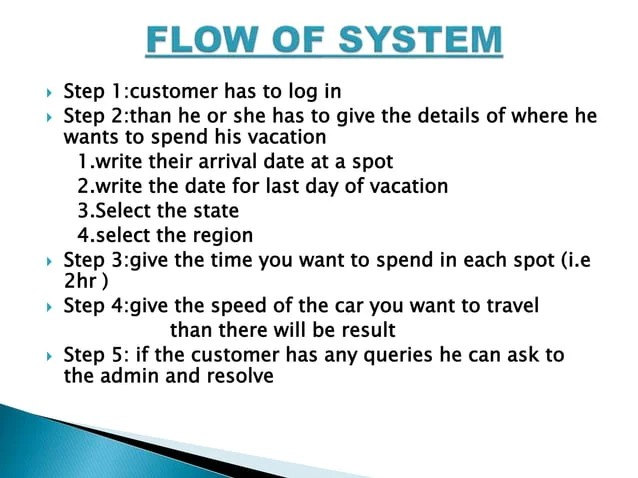 FLOW OF SYSTEM
Step 1:customer has to log in
Step 2:than he or she has to give the details of where he
wants to spend his vacation
1.write their arrival date at a spot
2.write the date for last day of vacation
3.Select the state
4.select the region
Step 3:give the time you want to spend in each spot (i.e
2hr )
Step 4:give the speed of the car you want to travel
than there will be result
Step 5: if the customer has any queries he can ask to
the admin and resolve